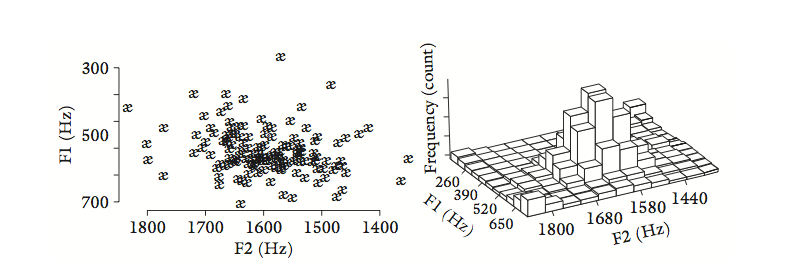 300
500
700
F1 (Hz)
1800 1700 1600 1500 1400
F2 (Hz)
æ
Frequency (count)
260
390
520
650
F1 (Hz)
1800 1680 1580 1440
F2 (Hz)